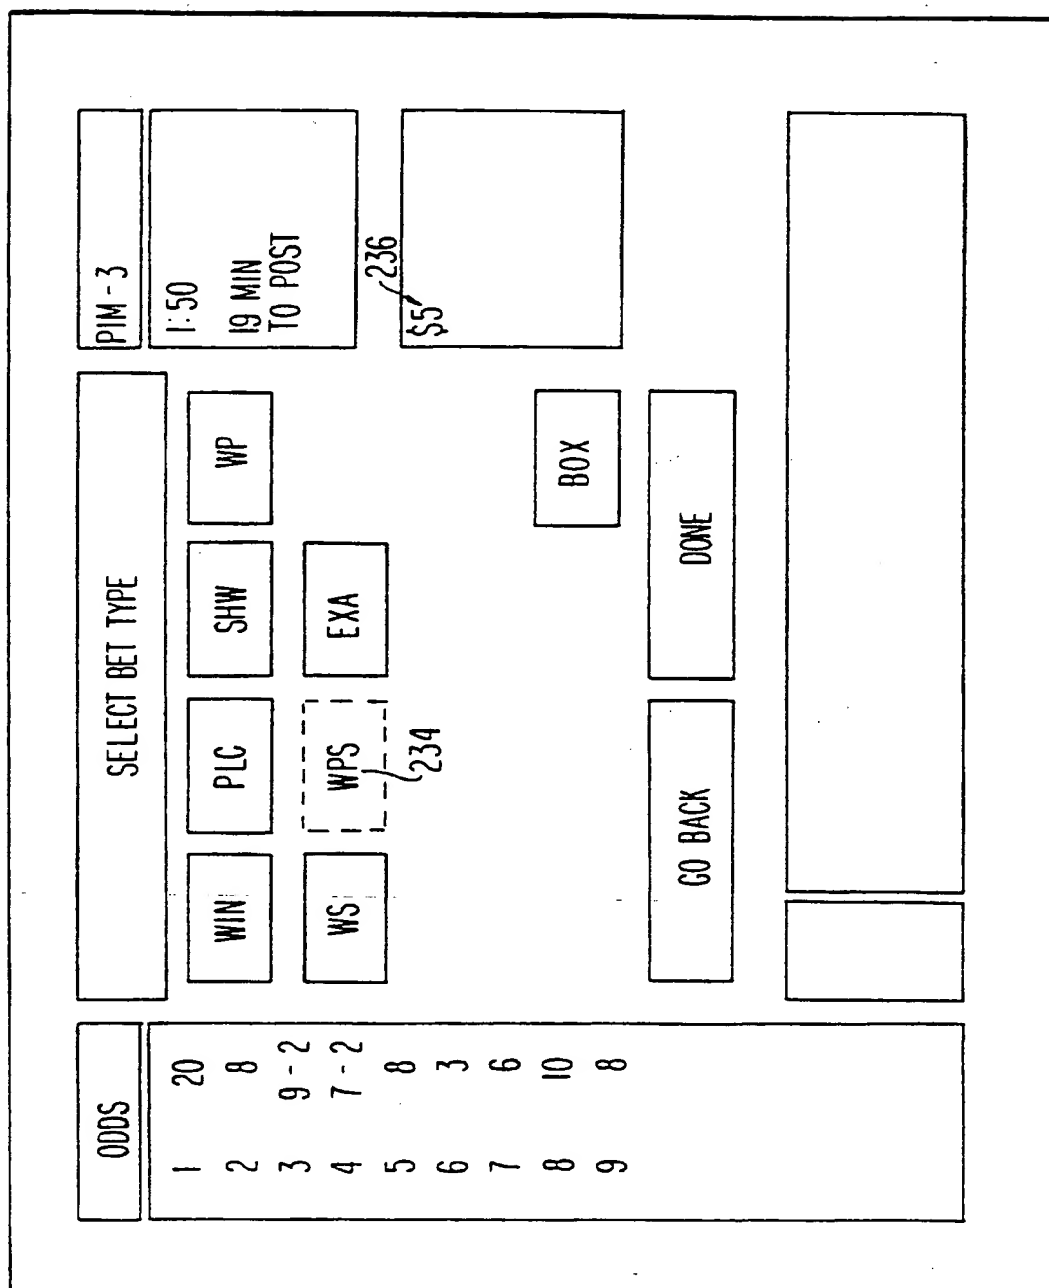 ODDS
1 20
2 8
3 9 - 2
4 7 - 2
5 8
6 3
7 6
8 10
9 8
SELECT BET TYPE
WIN PLC SHW WP
WS WPS EXA
234
BOX
GO BACK DONE
PIM - 3
1:50
19 MIN
TO POST
236
$5